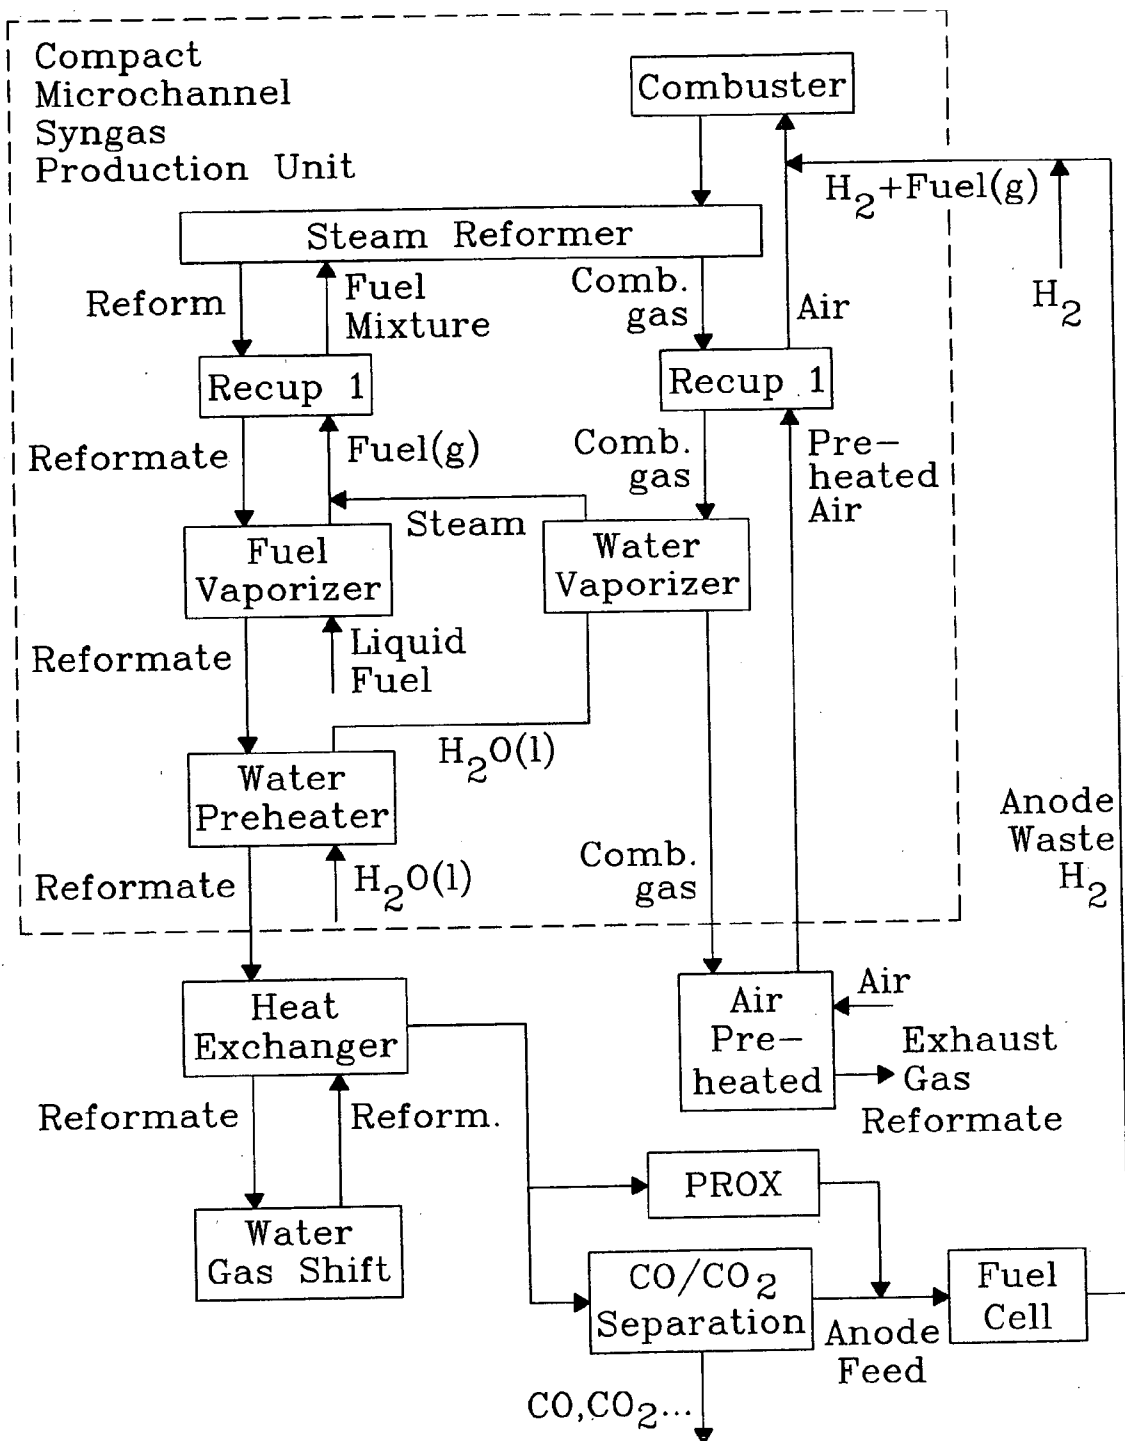 Compact
Microchannel
Syngas
Production Unit
Combuster
H2+Fuel(g)
H2
Steam Reformer
Reform
Fuel
Mixture
Comb.
gas
Air
Recup 1
Recup 1
Reformate
Fuel(g)
Comb.
gas
Pre-
heated
Air
Steam
Fuel
Vaporizer
Water
Vaporizer
Reformate
Liquid
Fuel
H2O(l)
Water
Preheater
Anode
Waste
H2
Reformate
H2O(l)
Comb.
gas
Heat
Exchanger
Air
Pre-
heated
Air
Exhaust
Gas
Reformate
Reformate
Reform.
PROX
Water
Gas Shift
CO/CO2
Separation
Anode
Feed
Fuel
Cell
CO,CO2...